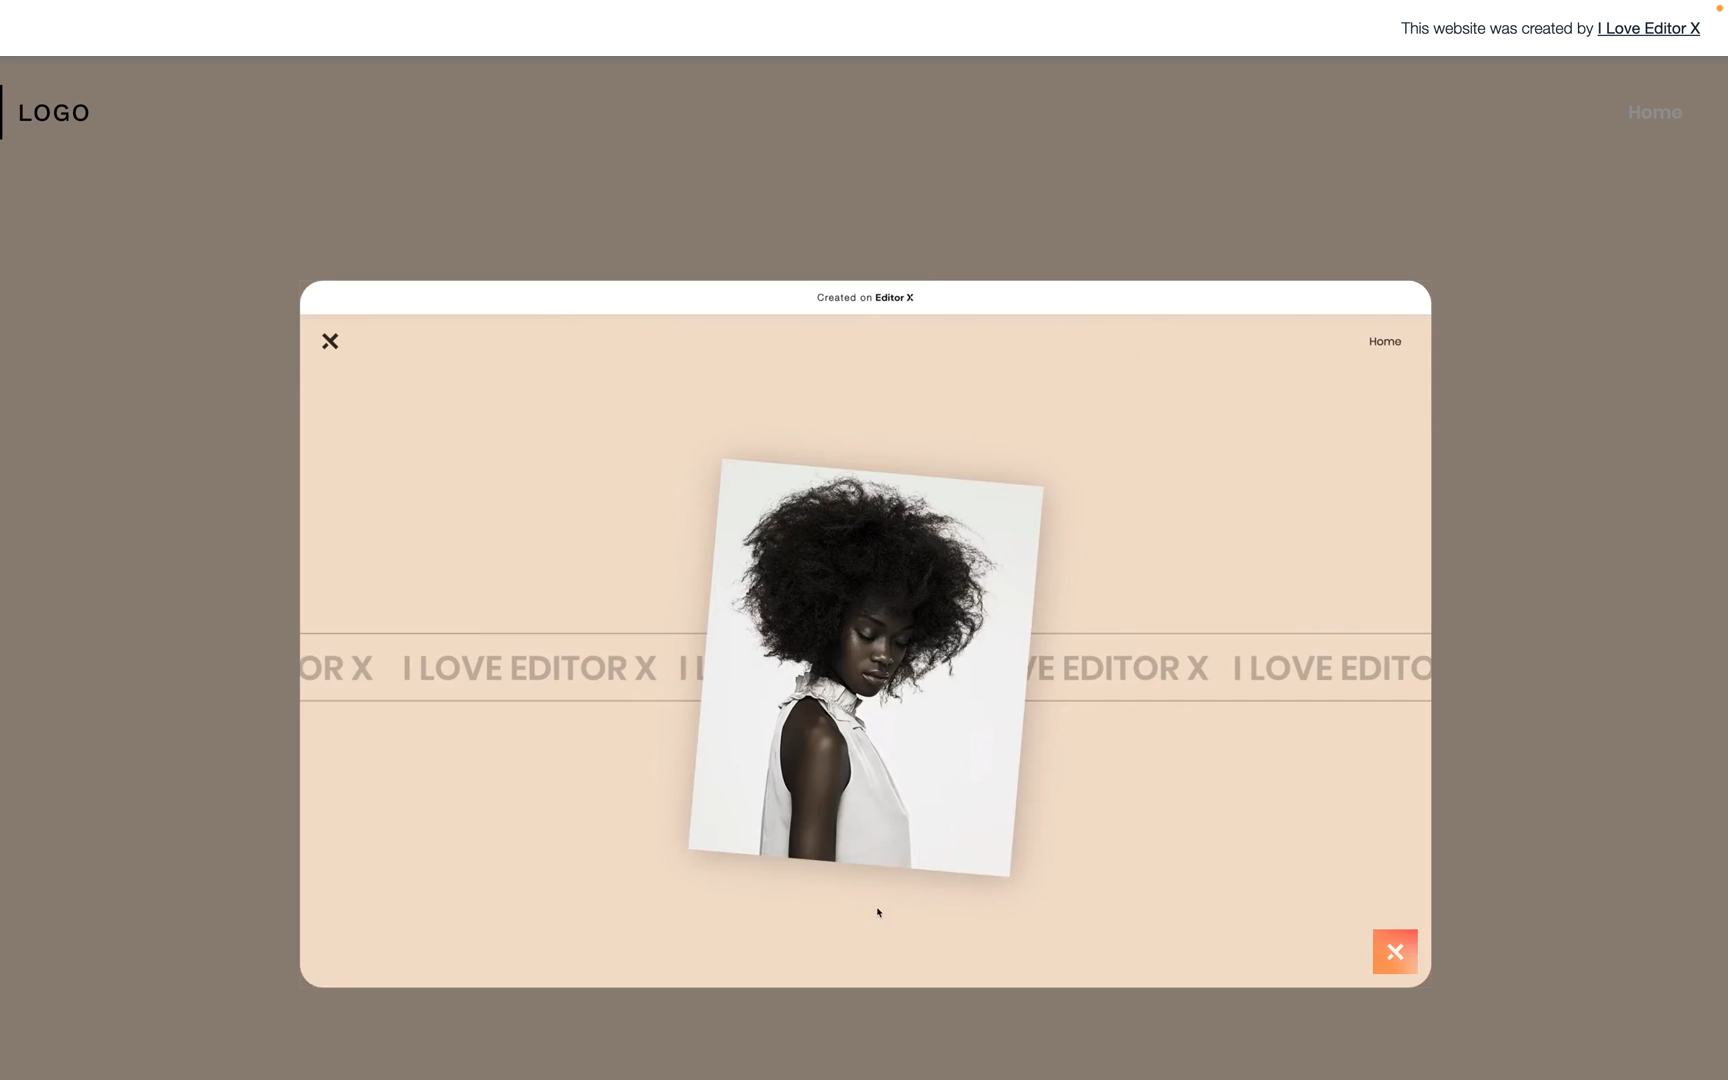 This website was created by I Love Editor X
LOGO
Home
Created on Editor X
Home
OR X I LOVE EDITOR X I L VE EDITOR X I LOVE EDITO